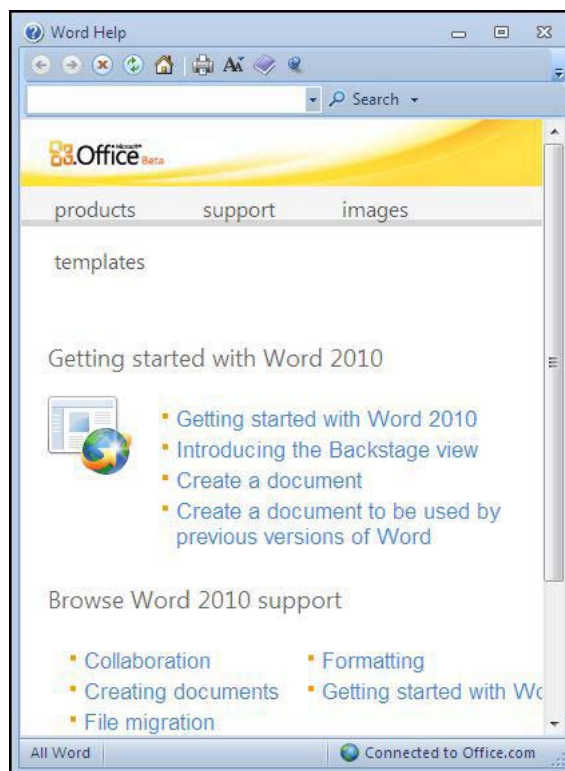 Word Help
Search
Microsoft
Office Beta
products support images
templates
Getting started with Word 2010
Getting started with Word 2010
Introducing the Backstage view
Create a document
Create a document to be used by
previous versions of Word
Browse Word 2010 support
Collaboration Formatting
Creating documents Getting started with Wo
File migration
All Word Connected to Office.com